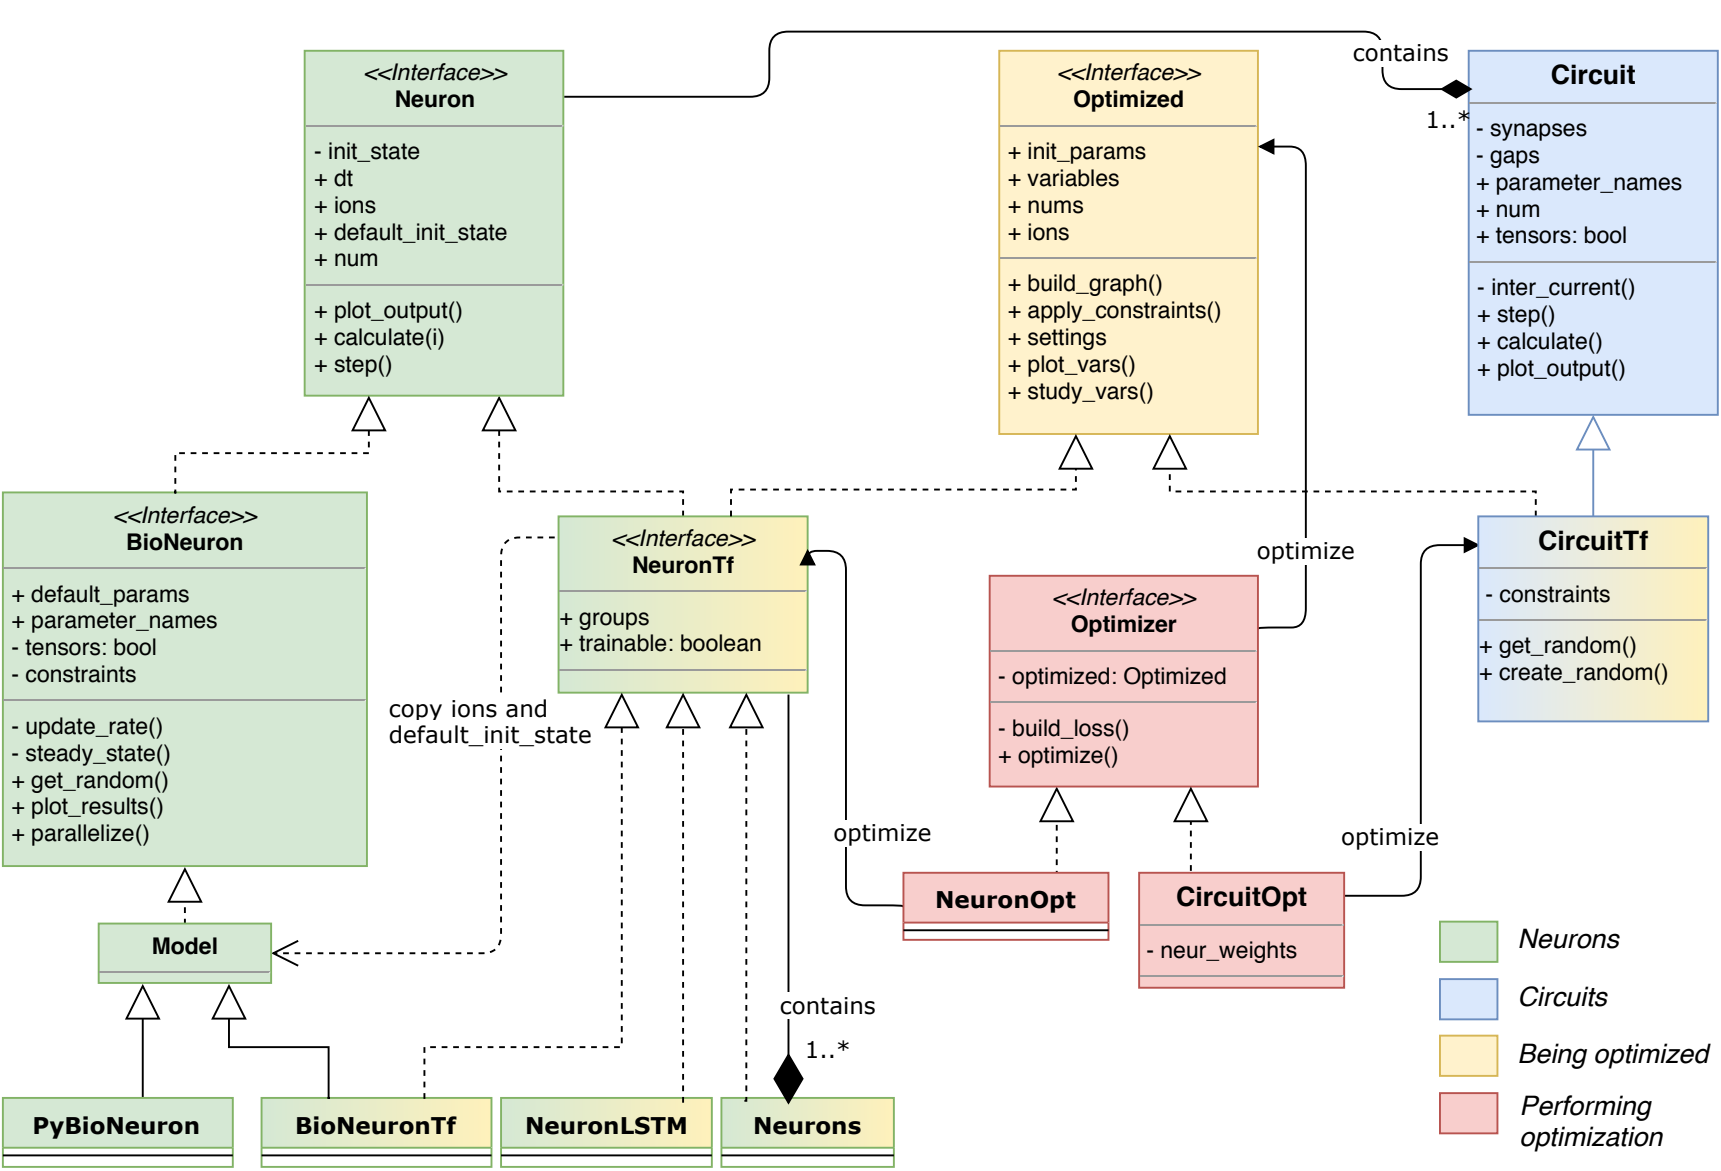 <<Interface>>
Neuron
- init_state
+ dt
+ ions
+ default_init_state
+ num
+ plot_output()
+ calculate(i)
+ step()
<<Interface>>
Optimized
+ init_params
+ variables
+ nums
+ ions
+ build_graph()
+ apply_constraints()
+ settings
+ plot_vars()
+ study_vars()
contains
1..*
Circuit
- synapses
- gaps
+ parameter_names
+ num
+ tensors: bool
- inter_current()
+ step()
+ calculate()
+ plot_output()
<<Interface>>
BioNeuron
+ default_params
+ parameter_names
- tensors: bool
- constraints
- update_rate()
- steady_state()
+ get_random()
+ plot_results()
+ parallelize()
<<Interface>>
NeuronTf
+ groups
+ trainable: boolean
copy ions and
default_init_state
optimize
<<Interface>>
Optimizer
- optimized: Optimized
- build_loss()
+ optimize()
CircuitTf
- constraints
+ get_random()
+ create_random()
optimize
optimize
NeuronOpt
CircuitOpt
- neur_weights
Model
contains
1..*
PyBioNeuron
BioNeuronTf
NeuronLSTM
Neurons
Neurons
Circuits
Being optimized
Performing
optimization